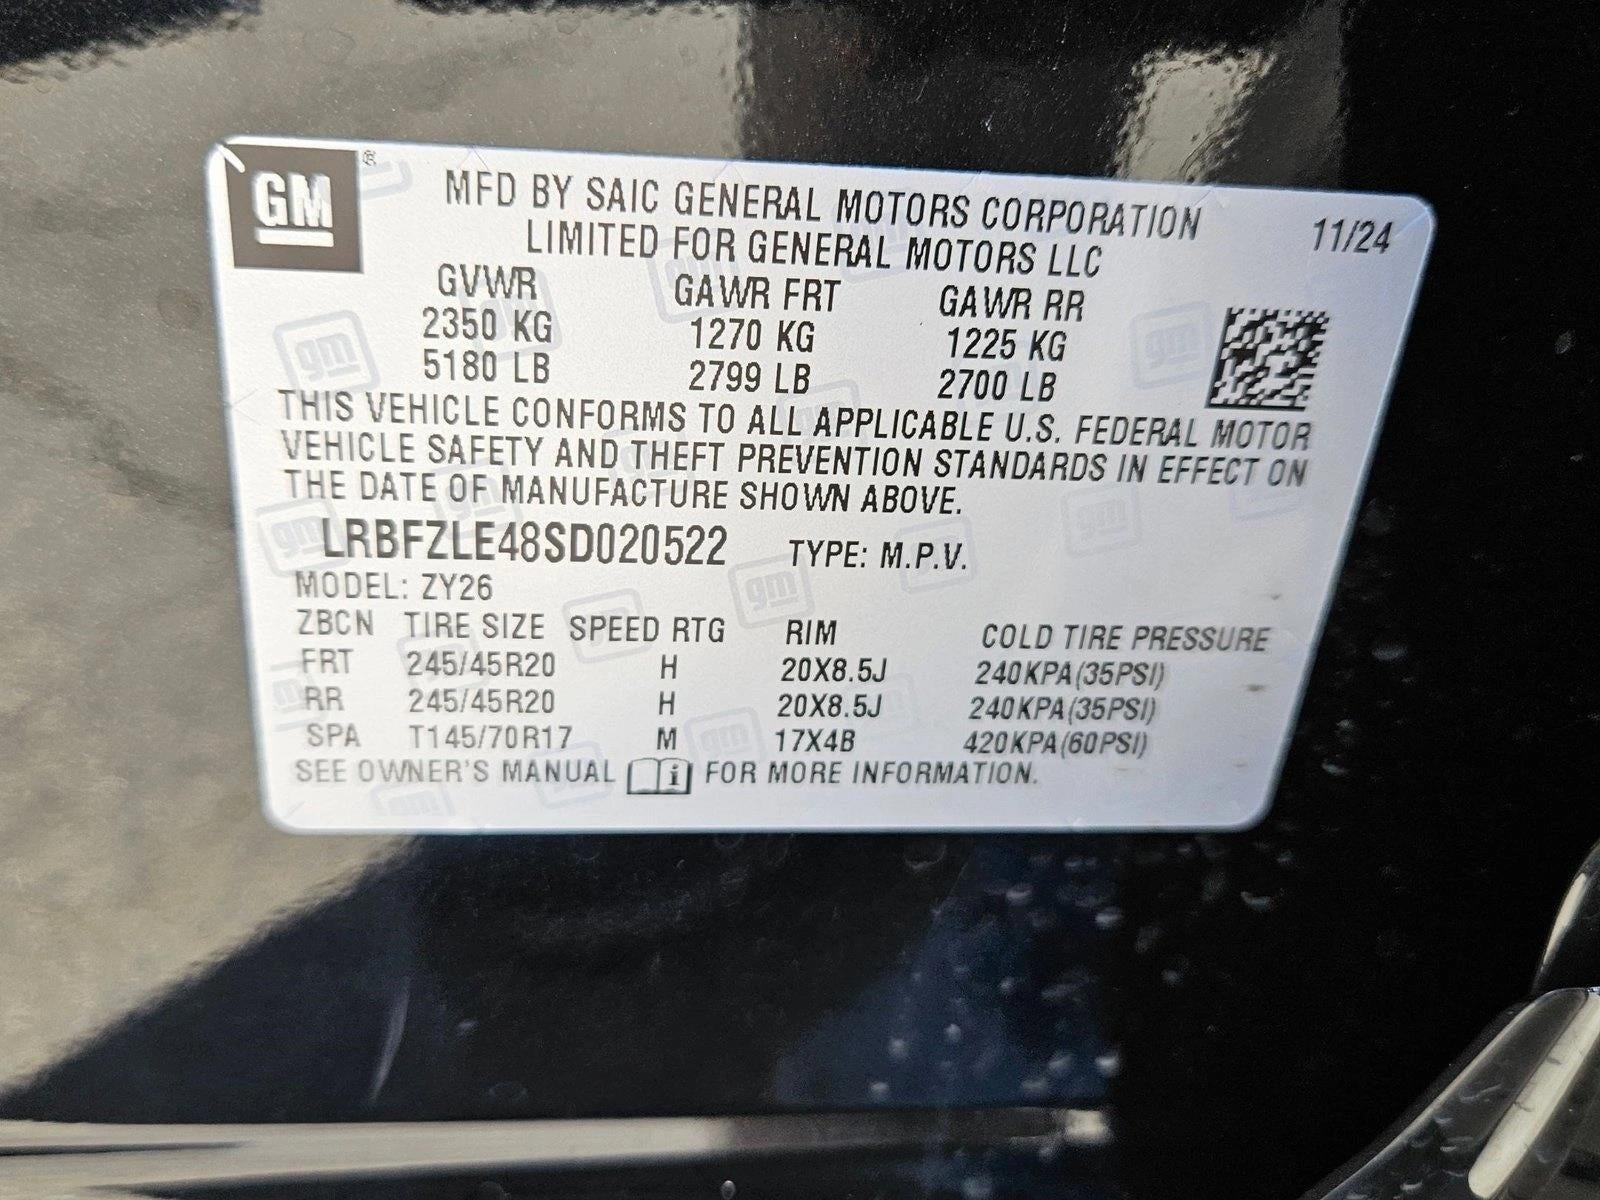 GM ®
MFD BY SAIC GENERAL MOTORS CORPORATION
LIMITED FOR GENERAL MOTORS LLC
11/24
GVWR GAWR FRT GAWR RR
2350 KG 1270 KG 1225 KG
5180 LB 2799 LB 2700 LB
THIS VEHICLE CONFORMS TO ALL APPLICABLE U.S. FEDERAL MOTOR
VEHICLE SAFETY AND THEFT PREVENTION STANDARDS IN EFFECT ON
THE DATE OF MANUFACTURE SHOWN ABOVE.
LRBFZLE48SD020522 TYPE: M.P.V.
MODEL: ZY26
ZBCN TIRE SIZE SPEED RTG RIM COLD TIRE PRESSURE
FRT 245/45R20 H 20X8.5J 240KPA(35PSI)
RR 245/45R20 H 20X8.5J 240KPA(35PSI)
SPA T145/70R17 M 17X4B 420KPA(60PSI)
SEE OWNER'S MANUAL i FOR MORE INFORMATION.